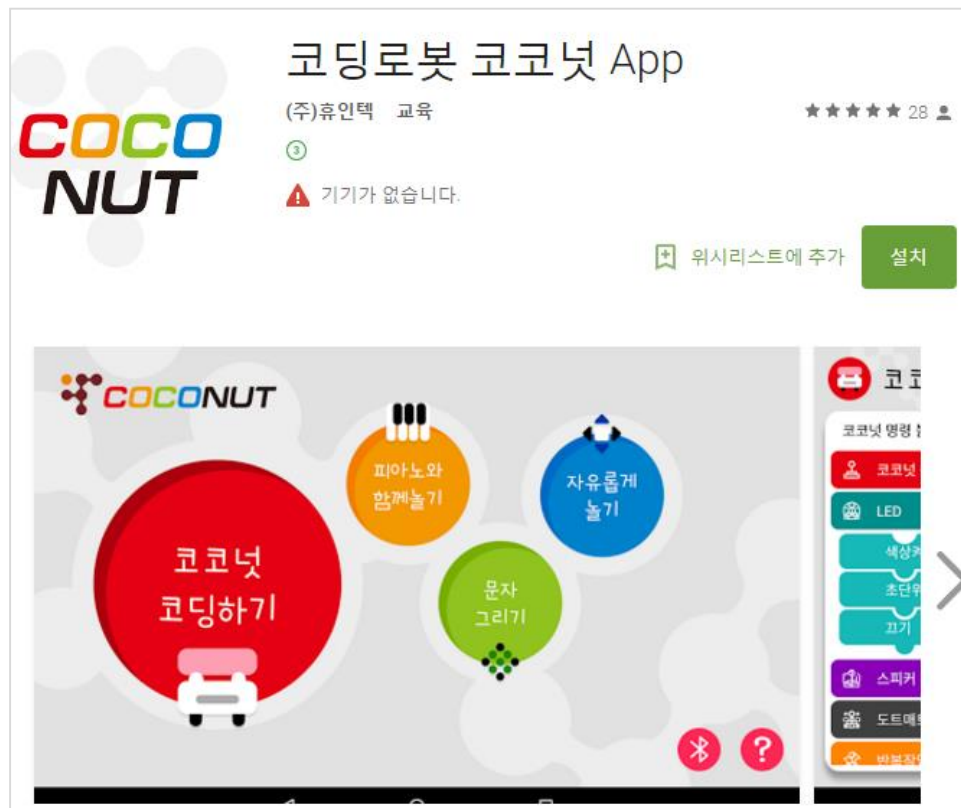 코딩로봇 코코넛 App
(주)휴인텍 교육
28
3
기기가 없습니다.
COCO
NUT
위시리스트에 추가
설치
COCONUT
피아노와
함께놀기
자유롭게
놀기
코코넛
코딩하기
문자
그리기
?
코코넛 명령
코코넛
LED
끄기
스피커